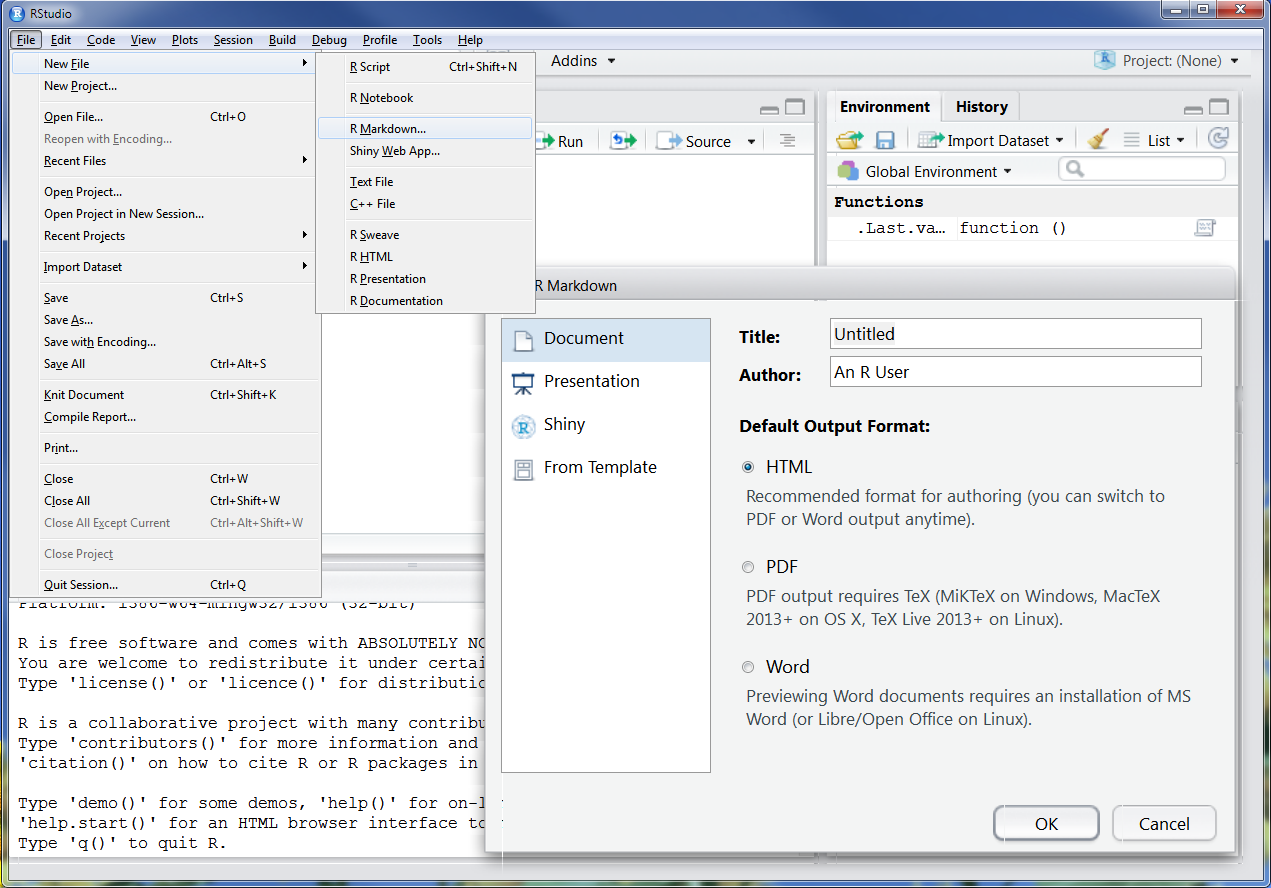 RStudio
File Edit Code View Plots Session Build Debug Profile Tools Help
New File
New Project...
Open File... Ctrl+O
Reopen with Encoding...
Recent Files
Open Project...
Open Project in New Session...
Recent Projects
Import Dataset
Save Ctrl+S
Save As...
Save with Encoding...
Save All Ctrl+Alt+S
Knit Document Ctrl+Shift+K
Compile Report...
Print...
Close Ctrl+W
Close All Ctrl+Shift+W
Close All Except Current Ctrl+Alt+Shift+W
Close Project
Quit Session... Ctrl+Q
R Script Ctrl+Shift+N
R Notebook
R Markdown...
Shiny Web App...
Text File
C++ File
R Sweave
R HTML
R Presentation
R Documentation
Addins
Project: (None)
Run Source
Environment History
Import Dataset List
Global Environment
Functions
.Last.va… function ()
R Markdown
Document
Presentation
Shiny
From Template
Title: Untitled
Author: An R User
Default Output Format:
HTML
Recommended format for authoring (you can switch to
PDF or Word output anytime).
PDF
PDF output requires TeX (MiKTeX on Windows, MacTeX
2013+ on OS X, TeX Live 2013+ on Linux).
Word
Previewing Word documents requires an installation of MS
Word (or Libre/Open Office on Linux).
OK Cancel
Platform: i386-w64-mingw32/i386 (32-bit)
R is free software and comes with ABSOLUTELY NO
You are welcome to redistribute it under certai
Type 'license()' or 'licence()' for distributio
R is a collaborative project with many contribu
Type 'contributors()' for more information and
'citation()' on how to cite R or R packages in
Type 'demo()' for some demos, 'help()' for on-l
'help.start()' for an HTML browser interface to
Type 'q()' to quit R.